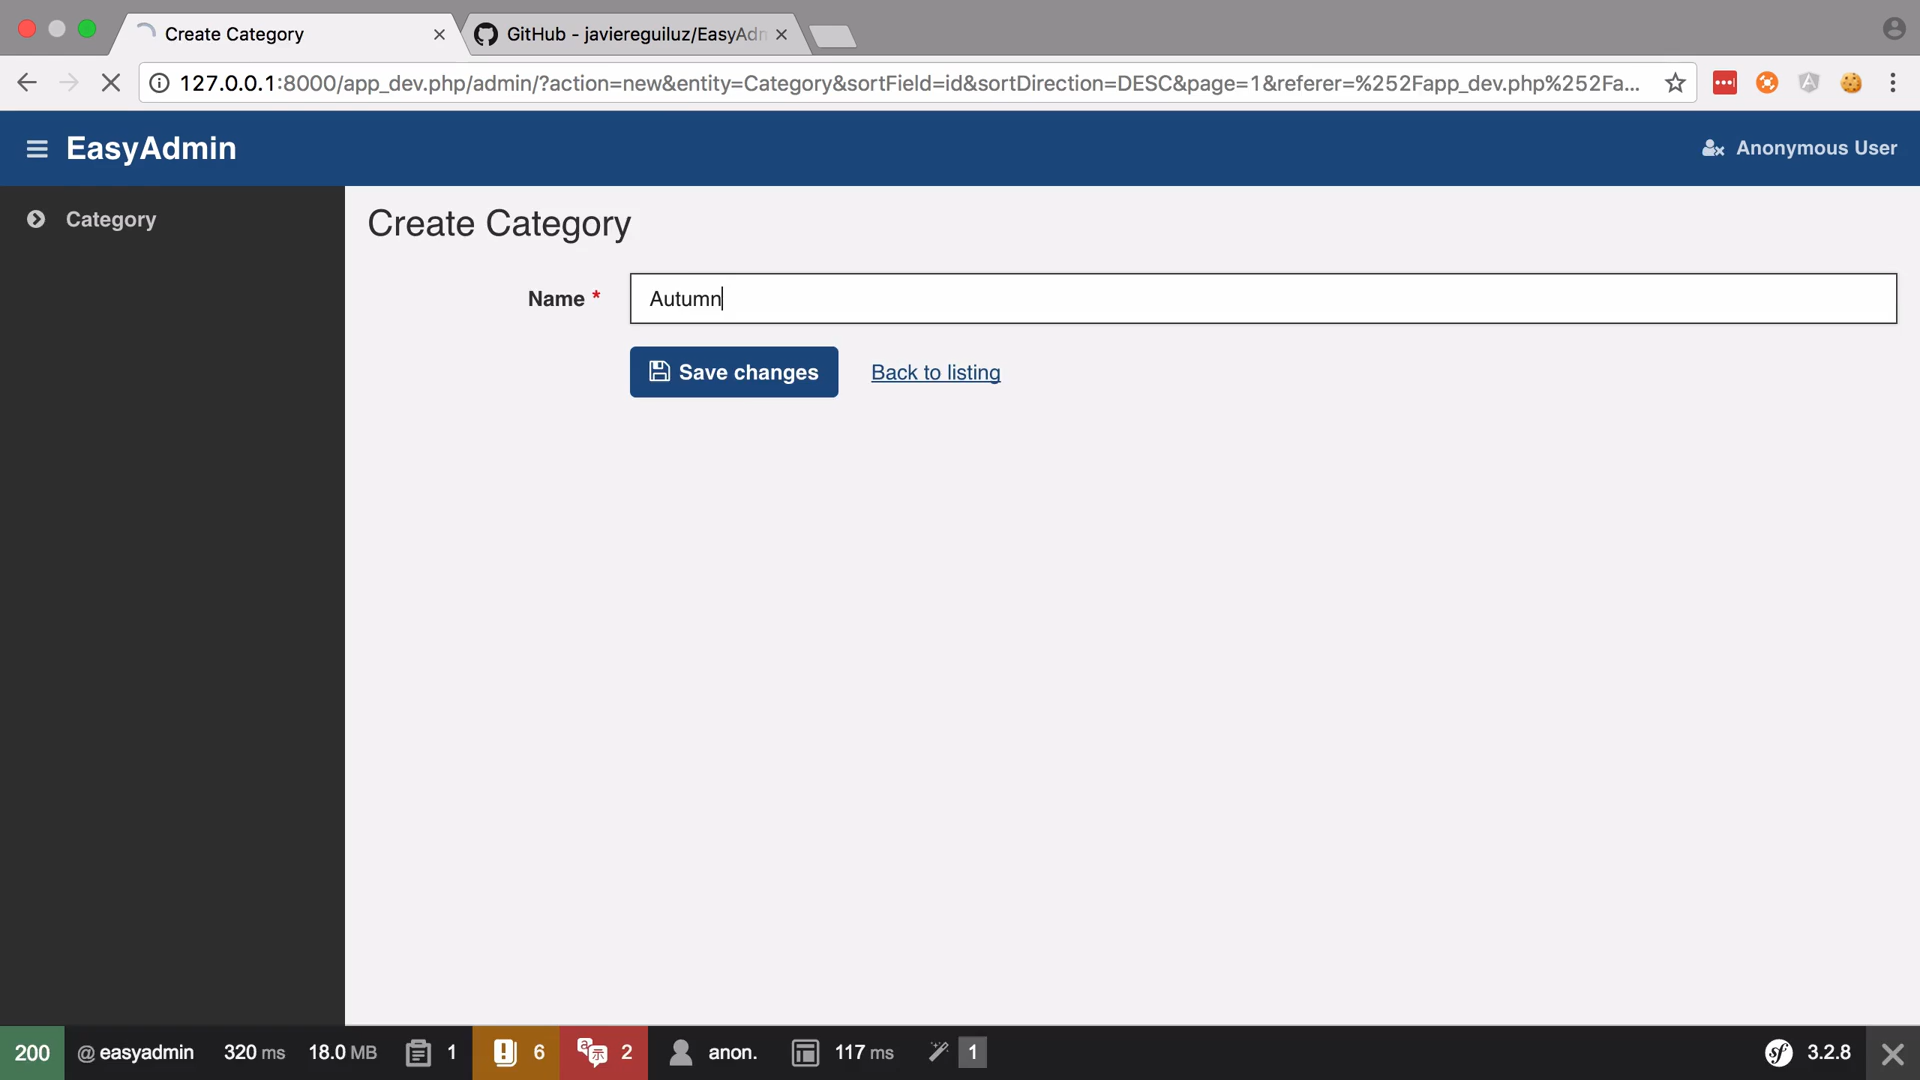 Create Category
GitHub - javiereguiluz/EasyAdm
127.0.0.1:8000/app_dev.php/admin/?action=new&entity=Category&sortField=id&sortDirection=DESC&page=1&referer=%252Fapp_dev.php%252Fa...
EasyAdmin
Anonymous User
Category
Create Category
Name *
Autumn
Save changes
Back to listing
200 @ easyadmin 320 ms 18.0 MB 1 6 2 anon. 117 ms 1 sf 3.2.8